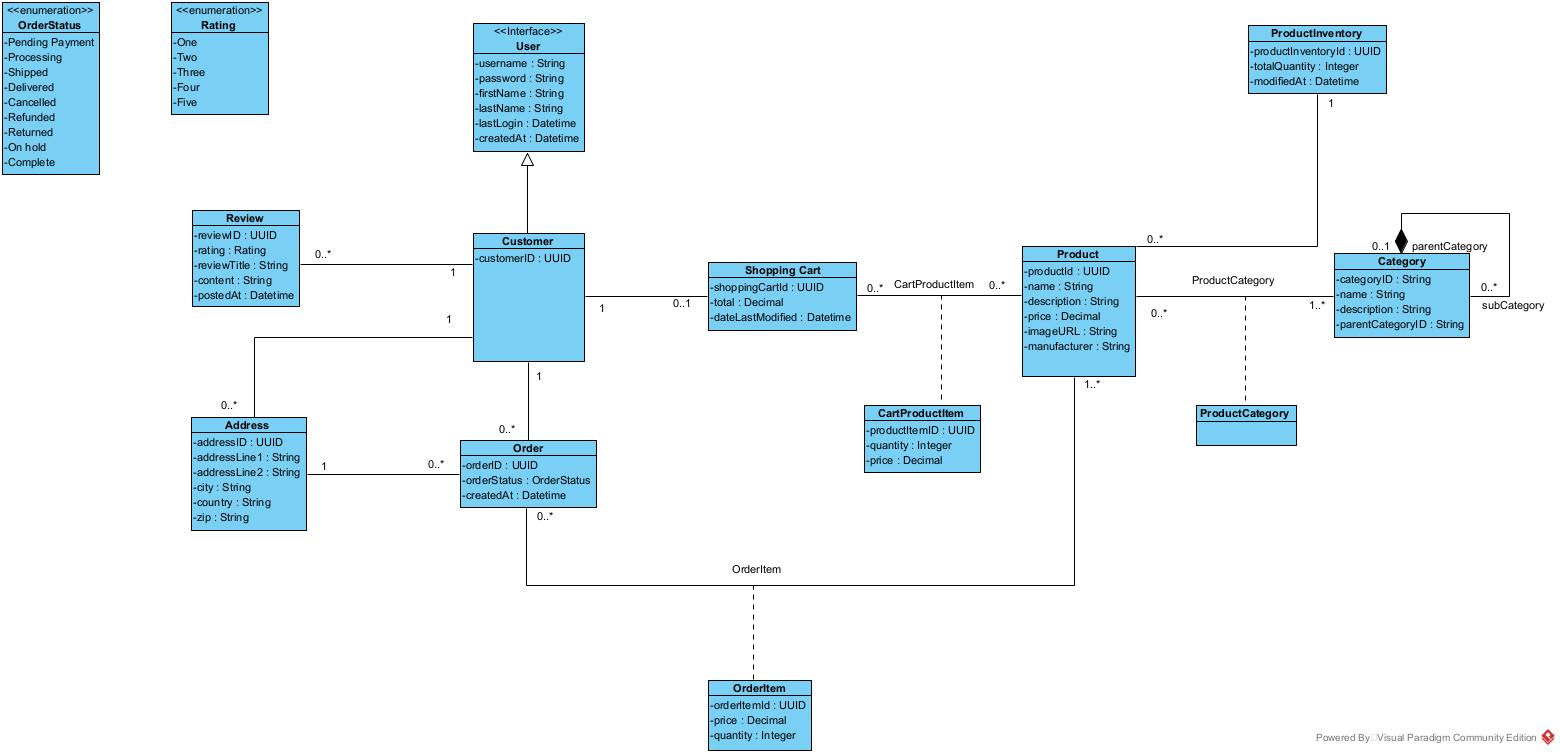 <<enumeration>>
OrderStatus
-Pending Payment
-Processing
-Shipped
-Delivered
-Cancelled
-Refunded
-Returned
-On hold
-Complete
<<enumeration>>
Rating
-One
-Two
-Three
-Four
-Five
<<Interface>>
User
-username : String
-password : String
-firstName : String
-lastName : String
-lastLogin : Datetime
-createdAt : Datetime
ProductInventory
-productInventoryId : UUID
-totalQuantity : Integer
-modifiedAt : Datetime
1
0..*
Review
-reviewID : UUID
-rating : Rating
-reviewTitle : String
-content : String
-postedAt : Datetime
0..*
1
Customer
-customerID : UUID
1
0..*
1
0..1
Shopping Cart
-shoppingCartId : UUID
-total : Decimal
-dateLastModified : Datetime
0..*
CartProductItem
0..*
Product
-productId : UUID
-name : String
-description : String
-price : Decimal
-imageURL : String
-manufacturer : String
ProductCategory
0..*
1..*
0..1
parentCategory
Category
-categoryID : String
-name : String
-description : String
-parentCategoryID : String
0..*
subCategory
1
0..*
1..*
CartProductItem
-productItemID : UUID
-quantity : Integer
-price : Decimal
ProductCategory
Address
-addressID : UUID
-addressLine1 : String
-addressLine2 : String
-city : String
-country : String
-zip : String
1
0..*
Order
-orderID : UUID
-orderStatus : OrderStatus
-createdAt : Datetime
0..*
OrderItem
OrderItem
-orderItemId : UUID
-price : Decimal
-quantity : Integer
Powered By Visual Paradigm Community Edition